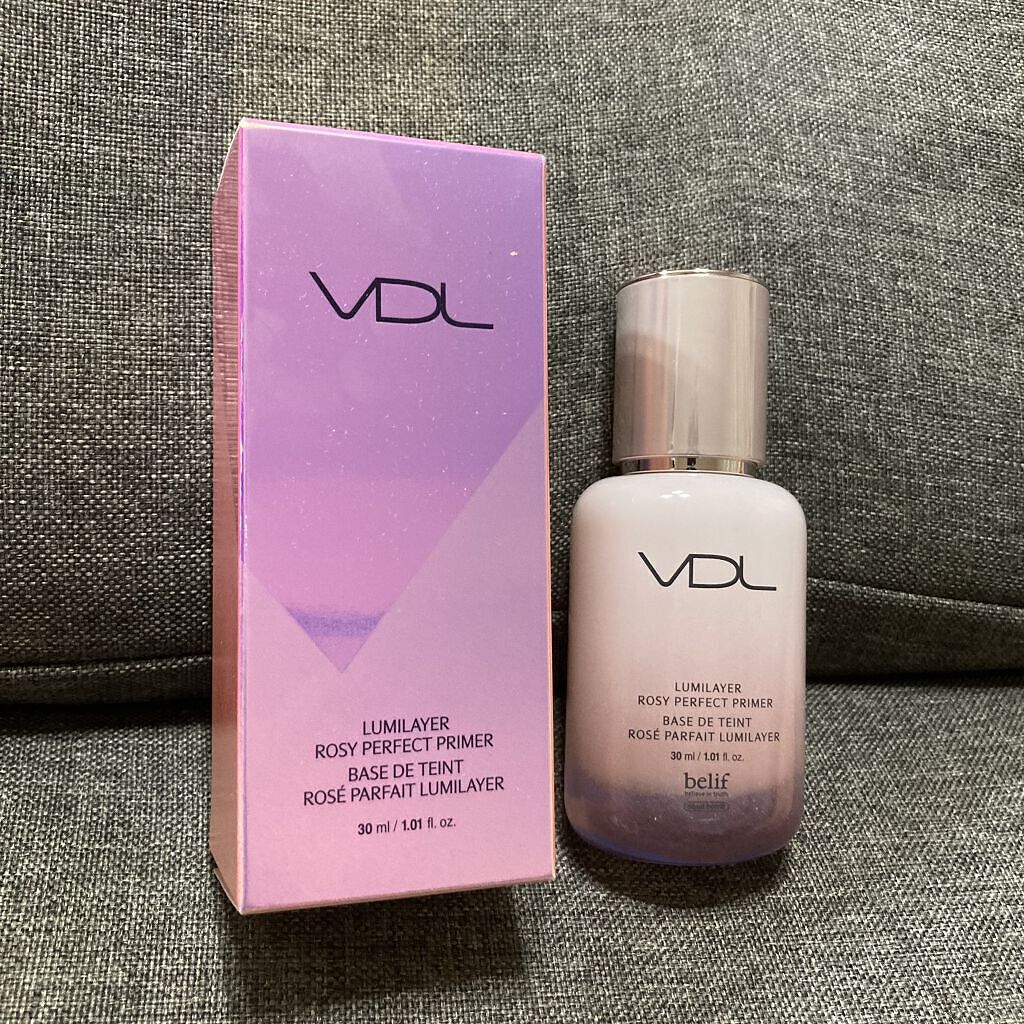 VDL
LUMILAYER
ROSY PERFECT PRIMER
BASE DE TEINT
ROSÉ PARFAIT LUMILAYER
30 ml / 1.01 fl. oz.
VDL
LUMILAYER
ROSY PERFECT PRIMER
BASE DE TEINT
ROSÉ PARFAIT LUMILAYER
30 ml / 1.01 fl. oz.
belif
believe in truth